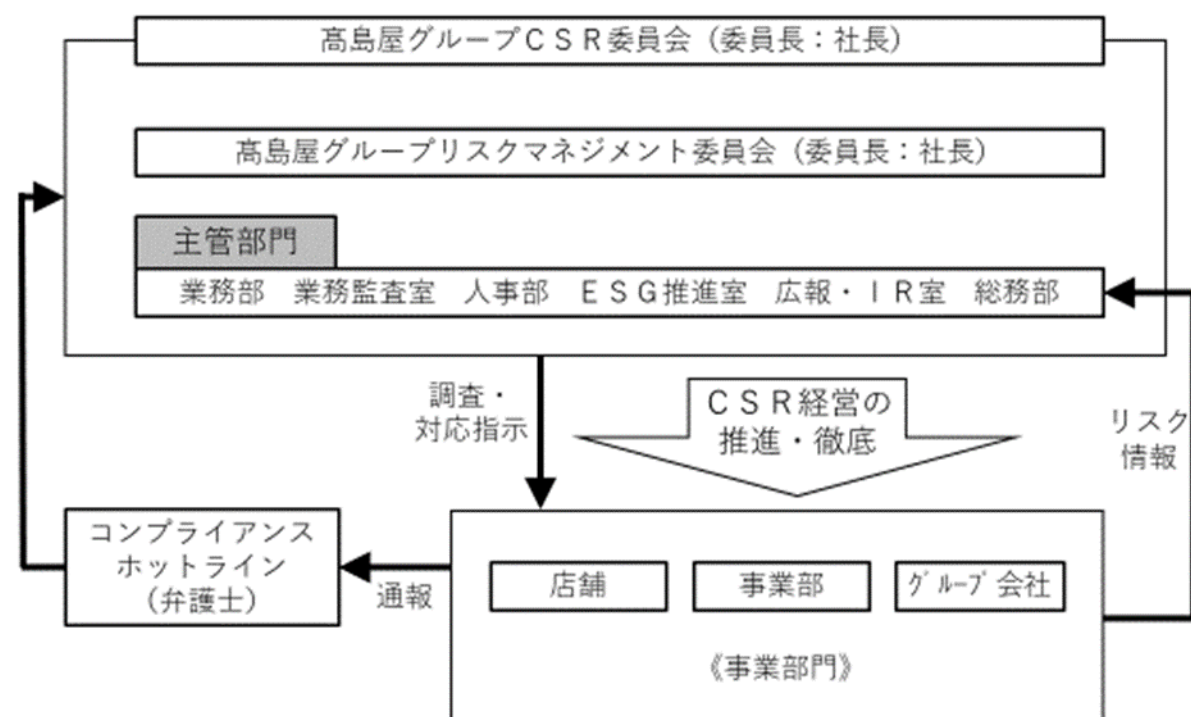 髙島屋グループCSR委員会（委員長：社長）
髙島屋グループリスクマネジメント委員会（委員長：社長）
主管部門
業務部　業務監査室　人事部　ESG推進室　広報・IR室　総務部
調査・
対応指示
CSR経営の
推進・徹底
リスク
情報
コンプライアンス
ホットライン
（弁護士）
通報
店舗
事業部
ｸﾞﾙｰﾌﾟ会社
《事業部門》